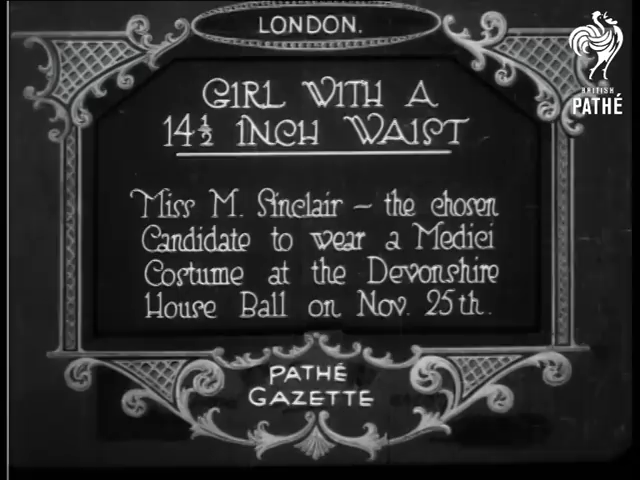 LONDON.
BRITISH
PATHÉ
GIRL WITH A
14½ INCH WAIST
Miss M. Sinclair – the chosen
Candidate to wear a Medici
Costume at the Devonshire
House Ball on Nov. 25th.
PATHÉ
GAZETTE